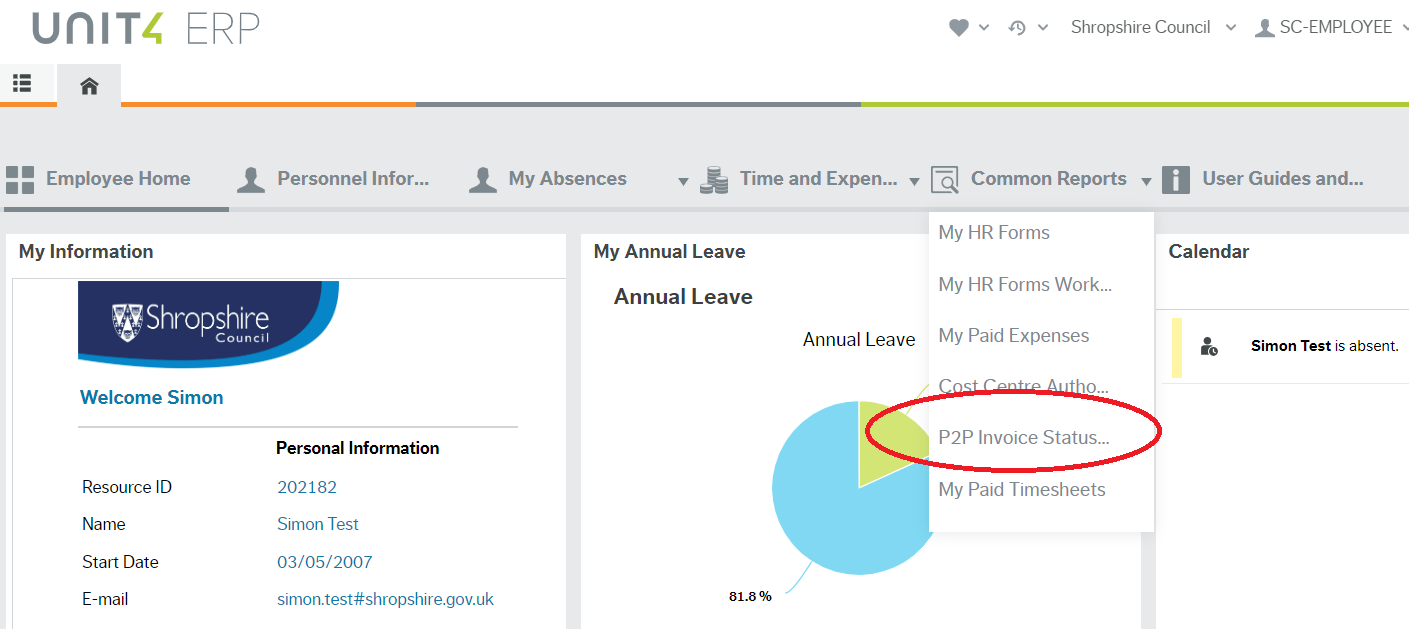 UNIT4 ERP
Shropshire Council
SC-EMPLOYEE
Employee Home
Personnel Infor...
My Absences
Time and Expen...
Common Reports
User Guides and...
My HR Forms
My HR Forms Work...
My Paid Expenses
Cost Centre Autho...
P2P Invoice Status...
My Paid Timesheets
My Information
Shropshire
Council
Welcome Simon
Personal Information
Resource ID 202182
Name Simon Test
Start Date 03/05/2007
E-mail simon.test#shropshire.gov.uk
My Annual Leave
Annual Leave
Annual Leave
81.8 %
Calendar
Simon Test is absent.